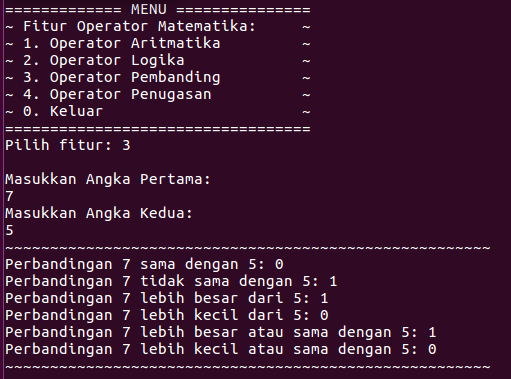 ============= MENU ===============
~ Fitur Operator Matematika:     ~
~ 1. Operator Aritmatika         ~
~ 2. Operator Logika             ~
~ 3. Operator Pembanding         ~
~ 4. Operator Penugasan          ~
~ 0. Keluar                      ~
==================================
Pilih fitur: 3

Masukkan Angka Pertama:
7
Masukkan Angka Kedua:
5
~~~~~~~~~~~~~~~~~~~~~~~~~~~~~~~~~~~~~~~~~~~~~~~~~~~~~~
Perbandingan 7 sama dengan 5: 0
Perbandingan 7 tidak sama dengan 5: 1
Perbandingan 7 lebih besar dari 5: 1
Perbandingan 7 lebih kecil dari 5: 0
Perbandingan 7 lebih besar atau sama dengan 5: 1
Perbandingan 7 lebih kecil atau sama dengan 5: 0
~~~~~~~~~~~~~~~~~~~~~~~~~~~~~~~~~~~~~~~~~~~~~~~~~~~~~~